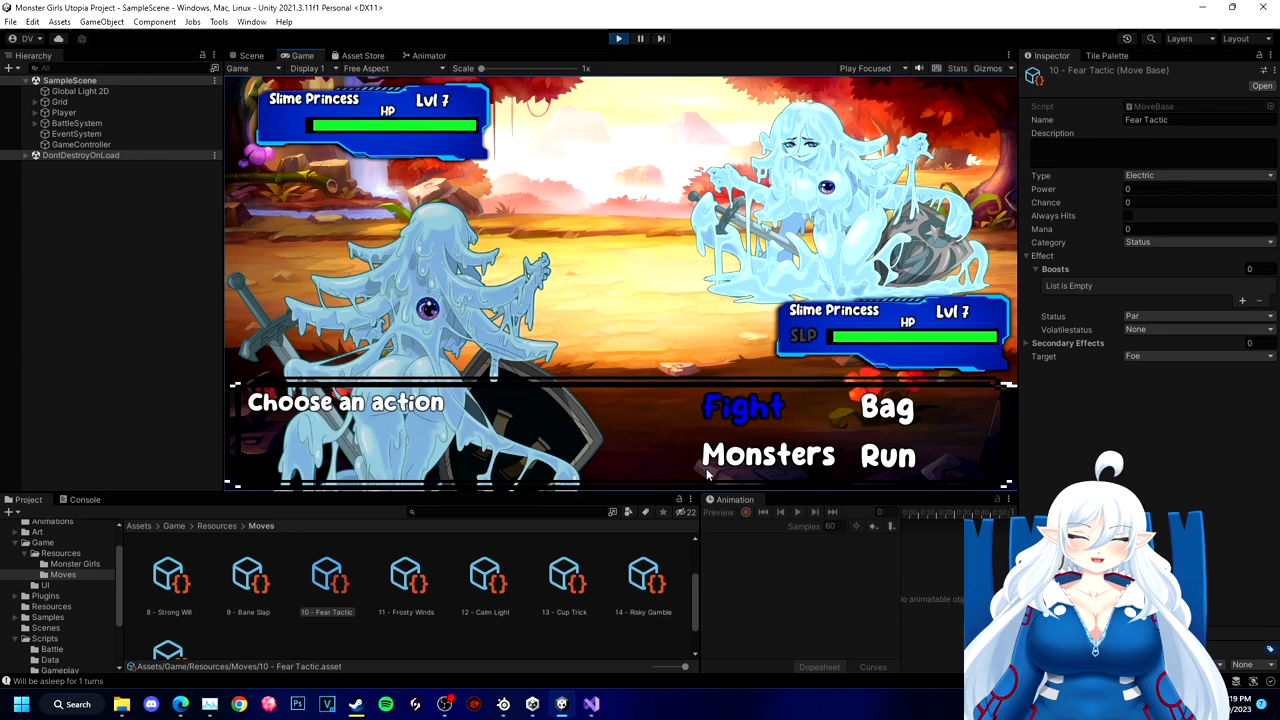 Monster Girls Utopia Project - SampleScene - Windows, Mac, Linux - Unity 2021.3.11f1 Personal <DX11>
File Edit Assets GameObject Component Jobs Tools Window Help
DV Layers Layout
Hierarchy
All
SampleScene
Global Light 2D
Grid
Player
BattleSystem
EventSystem
GameController
DontDestroyOnLoad
Scene Game Asset Store Animator
Game Display 1 Free Aspect Scale 1x Play Focused Stats Gizmos
Slime Princess Lvl 7
HP
Slime Princess Lvl 7
HP
SLP
Choose an action
Fight Bag
Monsters Run
Inspector Tile Palette
10 - Fear Tactic (Move Base)
Open
Script MoveBase
Name Fear Tactic
Description
Type Electric
Power 0
Chance 0
Always Hits
Mana 0
Category Status
Effect
Boosts 0
List is Empty
Status Par
Volatilestatus None
Secondary Effects 0
Target Foe
Project Console
22
Animations
Art
Game
Resources
Monster Girls
Moves
UI
Plugins
Resources
Samples
Scenes
Scripts
Battle
Data
Gameplay
Assets > Game > Resources > Moves
8 - Strong Will 9 - Bane Slap 10 - Fear Tactic 11 - Frosty Winds 12 - Calm Light 13 - Cup Trick 14 - Risky Gamble
Assets/Game/Resources/Moves/10 - Fear Tactic.asset
Animation
Preview 0
Samples 60
Dopesheet Curves
None
Will be asleep for 1 turns
Search